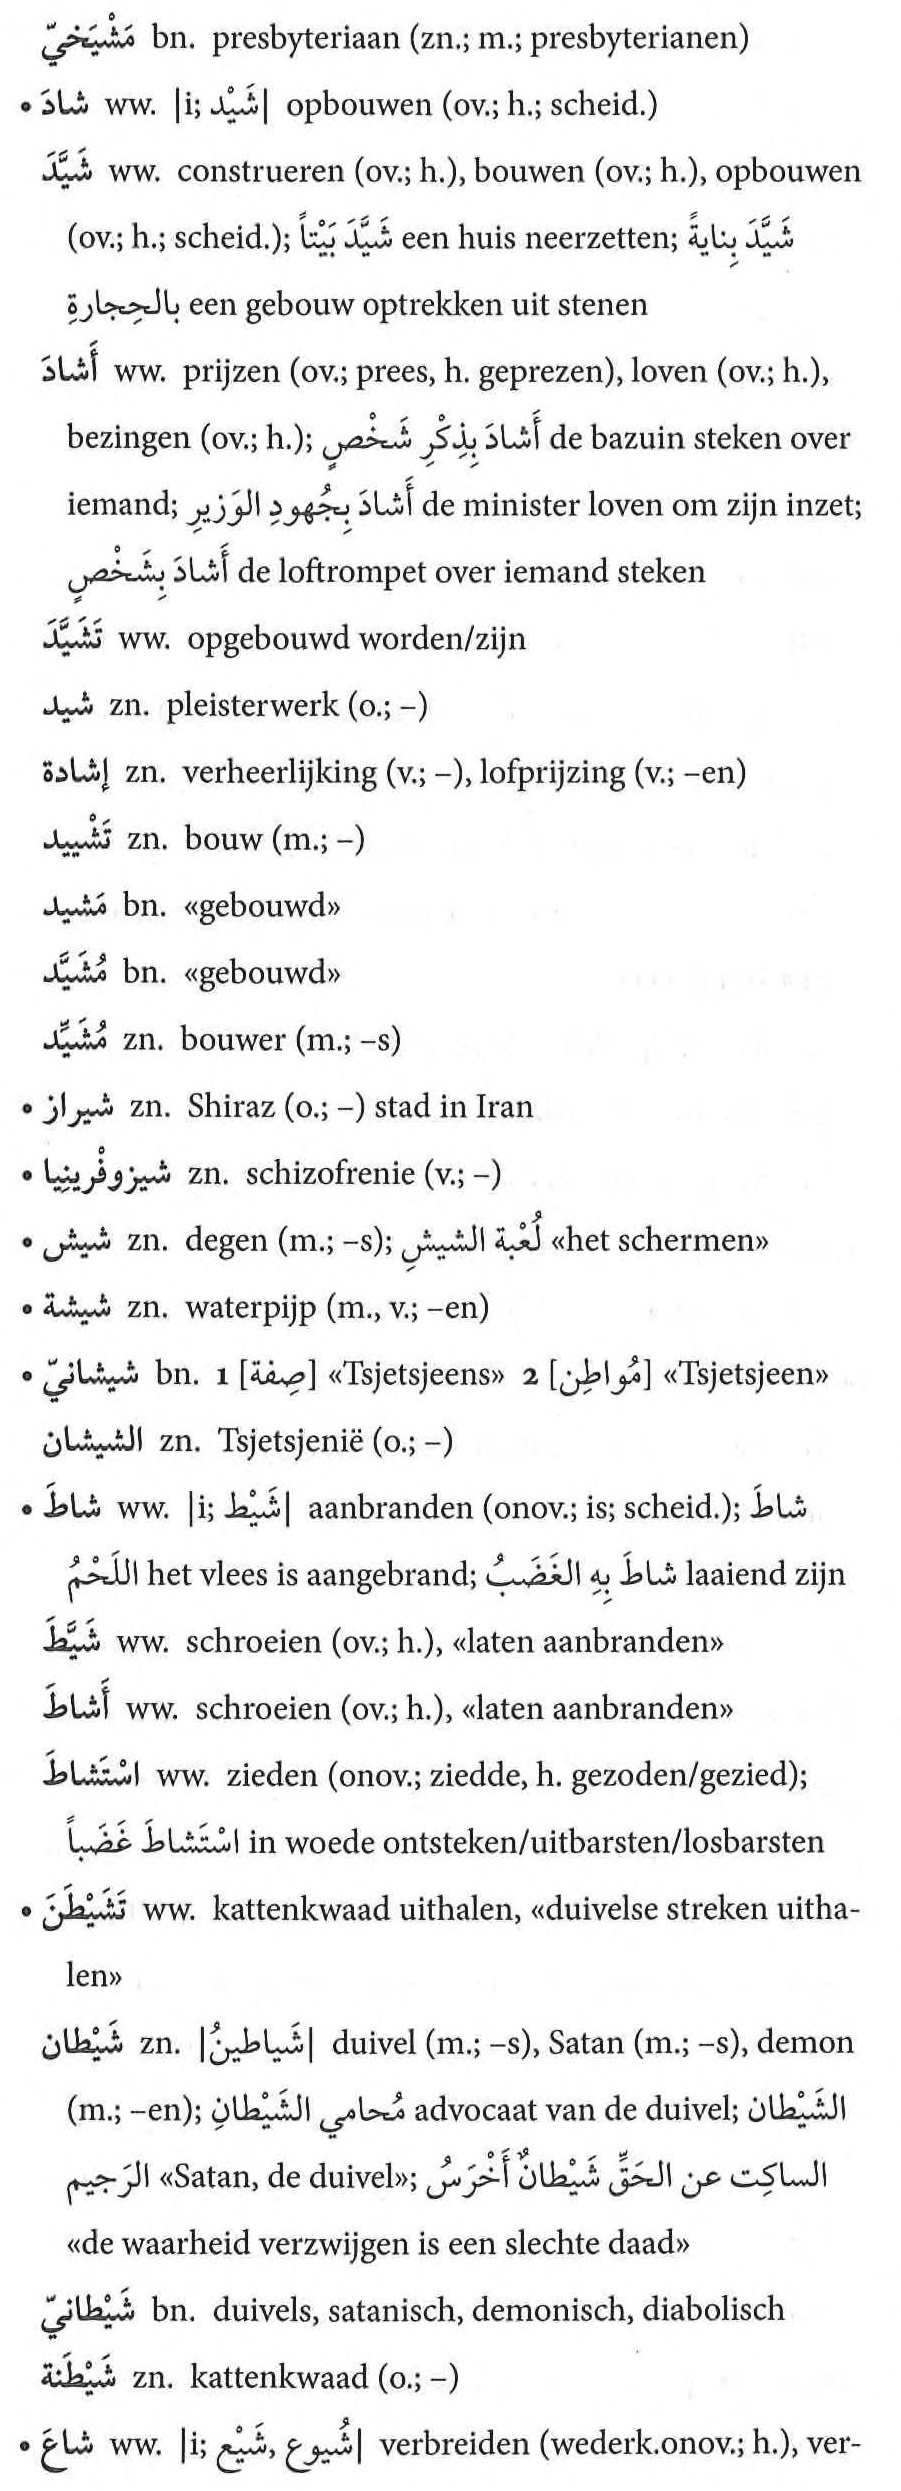 مَشْيَخيّ bn. presbyteriaan (zn.; m.; presbyterianen)
• شادَ ww. |i; شَيْد| opbouwen (ov.; h.; scheid.)
شَيَّدَ ww. construeren (ov.; h.), bouwen (ov.; h.), opbouwen
(ov.; h.; scheid.); شَيَّدَ بَيْتاً een huis neerzetten; شَيَّدَ بِنايةً
بالحِجارةِ een gebouw optrekken uit stenen
أَشادَ ww. prijzen (ov.; prees, h. geprezen), loven (ov.; h.),
bezingen (ov.; h.); أَشادَ بِذِكْرِ شَخْصٍ de bazuin steken over
iemand; أَشادَ بِجُهودِ الوَزيرِ de minister loven om zijn inzet;
أَشادَ بِشَخْصٍ de loftrompet over iemand steken
تَشَيَّدَ ww. opgebouwd worden/zijn
شيد zn. pleisterwerk (o.; –)
إشادة zn. verheerlijking (v.; –), lofprijzing (v.; –en)
تَشْييد zn. bouw (m.; –)
مَشيد bn. «gebouwd»
مُشَيَّد bn. «gebouwd»
مُشَيِّد zn. bouwer (m.; –s)
• شيراز zn. Shiraz (o.; –) stad in Iran
• شيزوفْرينِيا zn. schizofrenie (v.; –)
• شيش zn. degen (m.; –s); لُعْبة الشيشِ «het schermen»
• شيشة zn. waterpijp (m., v.; –en)
• شيشانيّ bn. 1 [صِفة] «Tsjetsjeens» 2 [مُواطِن] «Tsjetsjeen»
الشيشان zn. Tsjetsjenië (o.; –)
• شاطَ ww. |i; شَيْط| aanbranden (onov.; is; scheid.); شاطَ
اللَحْمُ het vlees is aangebrand; شاطَ بِهِ الغَضَبُ laaiend zijn
شَيَّطَ ww. schroeien (ov.; h.), «laten aanbranden»
أَشاطَ ww. schroeien (ov.; h.), «laten aanbranden»
اسْتَشاطَ ww. zieden (onov.; ziedde, h. gezoden/gezied);
اسْتَشاطَ غَضَباً in woede ontsteken/uitbarsten/losbarsten
• تَشَيْطَنَ ww. kattenkwaad uithalen, «duivelse streken uitha-
len»
شَيْطان zn. |شَياطينُ| duivel (m.; –s), Satan (m.; –s), demon
(m.; –en); مُحامي الشَيْطانِ advocaat van de duivel; الشَيْطان
الرَجيم «Satan, de duivel»; الساكِت عن الحَقِّ شَيْطانٌ أَخْرَسُ
«de waarheid verzwijgen is een slechte daad»
شَيْطانيّ bn. duivels, satanisch, demonisch, diabolisch
شَيْطَنة zn. kattenkwaad (o.; –)
• شاعَ ww. |i; شُيوع, شَيْع| verbreiden (wederk.onov.; h.), ver-